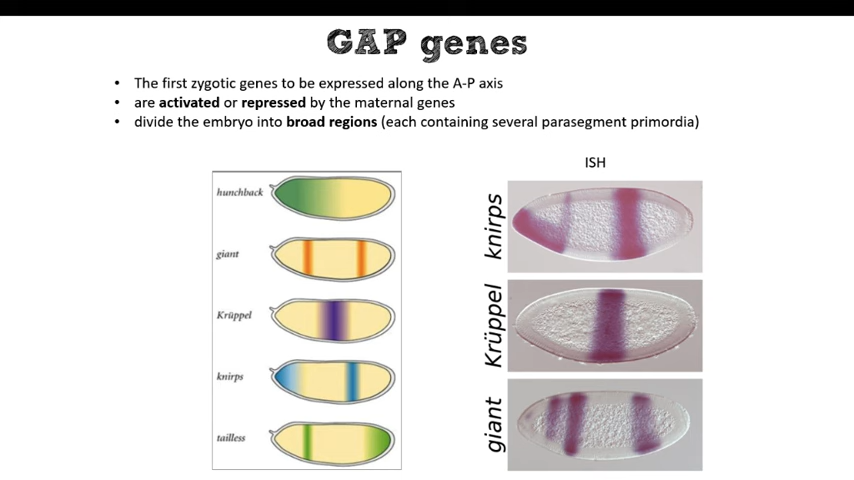 GAP genes
• The first zygotic genes to be expressed along the A-P axis
• are activated or repressed by the maternal genes
• divide the embryo into broad regions (each containing several parasegment primordia)
hunchback
giant
Krüppel
knirps
tailless
ISH
knirps
Krüppel
giant